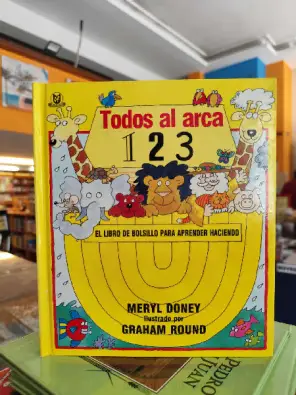 Todos al arca
1 2 3
EL LIBRO DE BOLSILLO PARA APRENDER HACIENDO
MERYL DONEY
ilustrado por
GRAHAM ROUND
PEDRO
JUAN